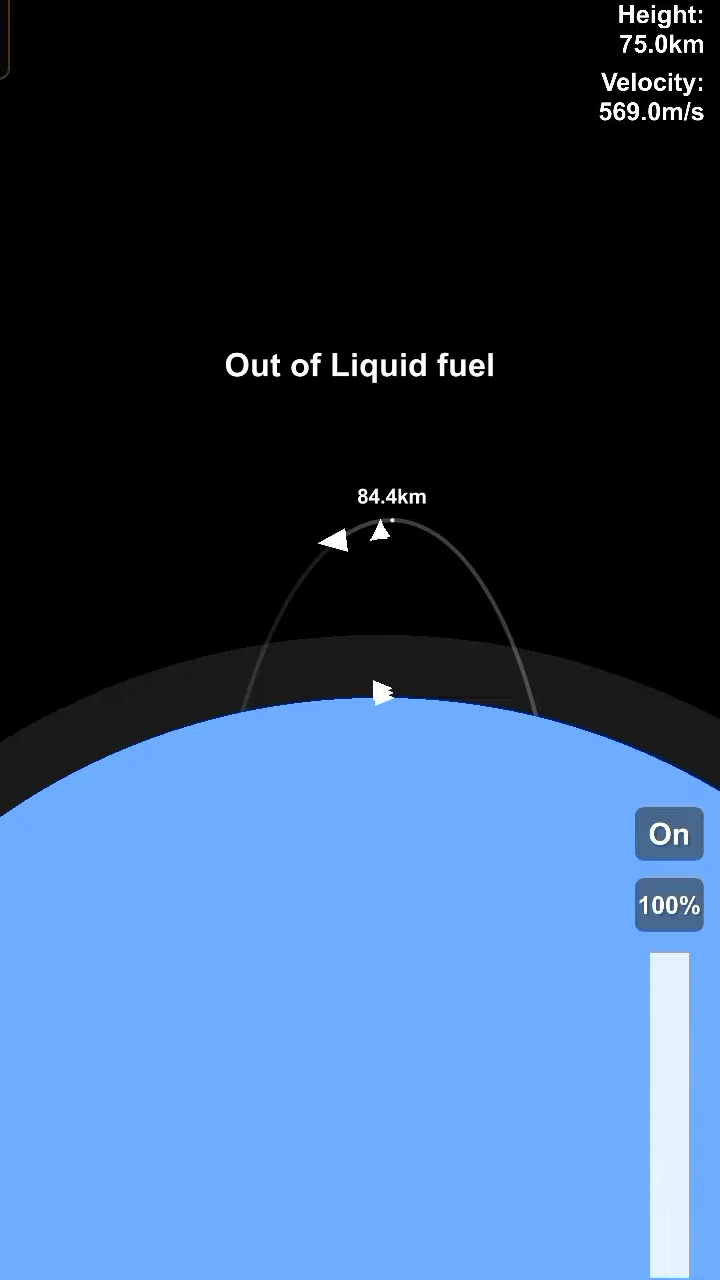 Height:
75.0km
Velocity:
569.0m/s
Out of Liquid fuel
84.4km
On
100%